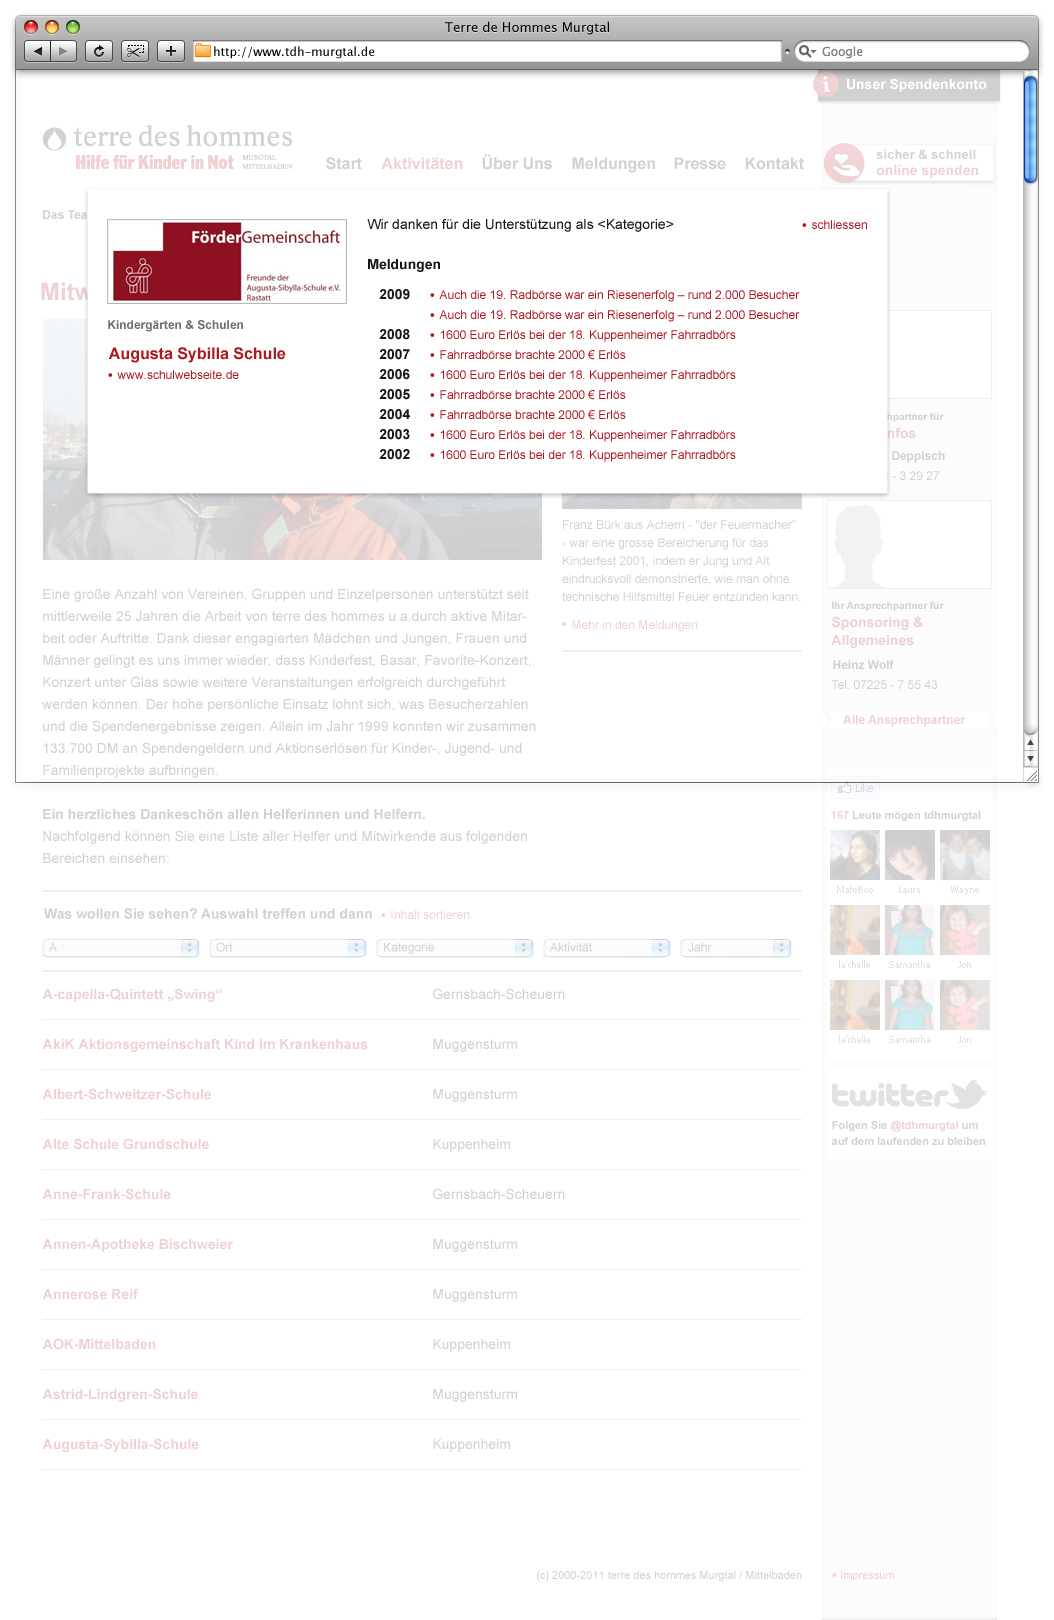 Terre de Hommes Murgtal
http://www.tdh-murgtal.de
Google
Unser Spendenkonto
terre des hommes
Hilfe für Kinder in Not
MURGTAL
MITTELBADEN
Start Aktivitäten Über Uns Meldungen Presse Kontakt
sicher & schnell
online spenden
Das Tea
Mitw
FörderGemeinschaft
Freunde der
Augusta-Sibylla-Schule e.V.
Rastatt
Kindergärten & Schulen
Augusta Sybilla Schule
• www.schulwebseite.de
Wir danken für die Unterstützung als <Kategorie>
• schliessen
Meldungen
2009 • Auch die 19. Radbörse war ein Riesenerfolg – rund 2.000 Besucher
• Auch die 19. Radbörse war ein Riesenerfolg – rund 2.000 Besucher
2008 • 1600 Euro Erlös bei der 18. Kuppenheimer Fahrradbörs
2007 • Fahrradbörse brachte 2000 € Erlös
2006 • 1600 Euro Erlös bei der 18. Kuppenheimer Fahrradbörs
2005 • Fahrradbörse brachte 2000 € Erlös
2004 • Fahrradbörse brachte 2000 € Erlös
2003 • 1600 Euro Erlös bei der 18. Kuppenheimer Fahrradbörs
2002 • 1600 Euro Erlös bei der 18. Kuppenheimer Fahrradbörs
hpartner für
nfos
Deppisch
2 - 3 29 27
Franz Bürk aus Achern - "der Feuermacher"
- war eine grosse Bereicherung für das
Kinderfest 2001, indem er Jung und Alt
eindrucksvoll demonstrierte, wie man ohne
technische Hilfsmittel Feuer entzünden kann.
• Mehr in den Meldungen
Ihr Ansprechpartner für
Sponsoring &
Allgemeines
Heinz Wolf
Tel. 07225 - 7 55 43
Alle Ansprechpartner
Eine große Anzahl von Vereinen, Gruppen und Einzelpersonen unterstützt seit
mittlerweile 25 Jahren die Arbeit von terre des hommes u.a.durch aktive Mitar-
beit oder Auftritte. Dank dieser engagierten Mädchen und Jungen, Frauen und
Männer gelingt es uns immer wieder, dass Kinderfest, Basar, Favorite-Konzert,
Konzert unter Glas sowie weitere Veranstaltungen erfolgreich durchgeführt
werden können. Der hohe persönliche Einsatz lohnt sich, was Besucherzahlen
und die Spendenergebnisse zeigen. Allein im Jahr 1999 konnten wir zusammen
133.700 DM an Spendengeldern und Aktionserlösen für Kinder-, Jugend- und
Familienprojekte aufbringen.
Ein herzliches Dankeschön allen Helferinnen und Helfern.
Nachfolgend können Sie eine Liste aller Helfer und Mitwirkende aus folgenden
Bereichen einsehen:
Like
167 Leute mögen tdhmurgtal
MafeBoo Laura Wayne
la'chelle Samantha Jon
la'chelle Samantha Jon
twitter
Folgen Sie @tdhmurgtal um
auf dem laufenden zu bleiben
Was wollen Sie sehen? Auswahl treffen und dann • Inhalt sortieren
A Ort Kategorie Aktivität Jahr
A-capella-Quintett „Swing“ Gernsbach-Scheuern
AkiK Aktionsgemeinschaft Kind im Krankenhaus Muggensturm
Albert-Schweitzer-Schule Muggensturm
Alte Schule Grundschule Kuppenheim
Anne-Frank-Schule Gernsbach-Scheuern
Annen-Apotheke Bischweier Muggensturm
Annerose Reif Muggensturm
AOK-Mittelbaden Kuppenheim
Astrid-Lindgren-Schule Muggensturm
Augusta-Sybilla-Schule Kuppenheim
(c) 2000-2011 terre des hommes Murgtal / Mittelbaden
• Impressum